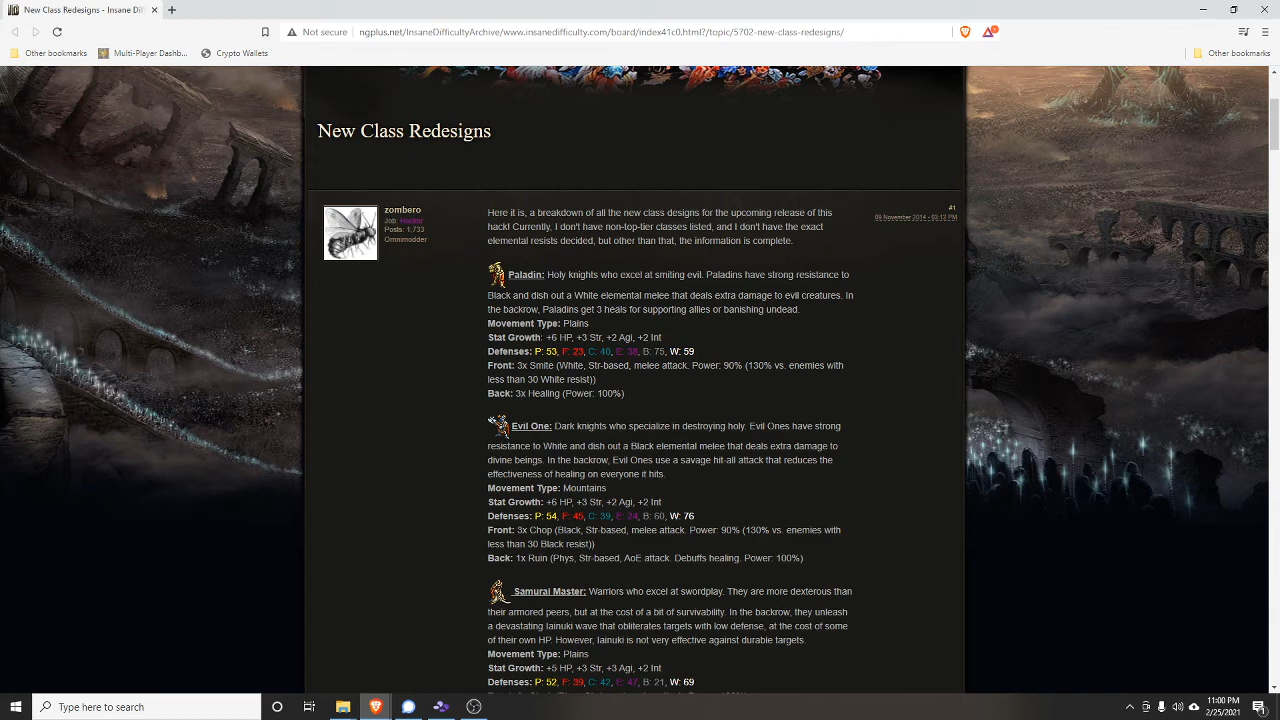 New Class Redesigns - Insane Diff
Not secure
ngplus.net/InsaneDifficultyArchive/www.insanedifficulty.com/board/index41c0.html?/topic/5702-new-class-redesigns/
Other bookmarks
Multi-Player Dashb...
Crypto Wallets
Other bookmarks
New Class Redesigns
zombero
Job: Hacker
Posts: 1,733
Omnimodder
#1
09 November 2014 - 03:12 PM
Here it is, a breakdown of all the new class designs for the upcoming release of this
hack! Currently, I don't have non-top-tier classes listed, and I don't have the exact
elemental resists decided, but other than that, the information is complete.
Paladin: Holy knights who excel at smiting evil. Paladins have strong resistance to
Black and dish out a White elemental melee that deals extra damage to evil creatures. In
the backrow, Paladins get 3 heals for supporting allies or banishing undead.
Movement Type: Plains
Stat Growth: +6 HP, +3 Str, +2 Agi, +2 Int
Defenses: P: 53, F: 23, C: 40, E: 38, B: 75, W: 59
Front: 3x Smite (White, Str-based, melee attack. Power: 90% (130% vs. enemies with
less than 30 White resist))
Back: 3x Healing (Power: 100%)
Evil One: Dark knights who specialize in destroying holy. Evil Ones have strong
resistance to White and dish out a Black elemental melee that deals extra damage to
divine beings. In the backrow, Evil Ones use a savage hit-all attack that reduces the
effectiveness of healing on everyone it hits.
Movement Type: Mountains
Stat Growth: +6 HP, +3 Str, +2 Agi, +2 Int
Defenses: P: 54, F: 45, C: 39, E: 24, B: 60, W: 76
Front: 3x Chop (Black, Str-based, melee attack. Power: 90% (130% vs. enemies with
less than 30 Black resist))
Back: 1x Ruin (Phys, Str-based, AoE attack. Debuffs healing. Power: 100%)
Samurai Master: Warriors who excel at swordplay. They are more dexterous than
their armored peers, but at the cost of a bit of survivability. In the backrow, they unleash
a devastating Iainuki wave that obliterates targets with low defense, at the cost of some
of their own HP. However, Iainuki is not very effective against durable targets.
Movement Type: Plains
Stat Growth: +5 HP, +3 Str, +3 Agi, +2 Int
Defenses: P: 52, F: 39, C: 42, E: 47, B: 21, W: 69
Type here to search
11:00 PM
2/25/2021